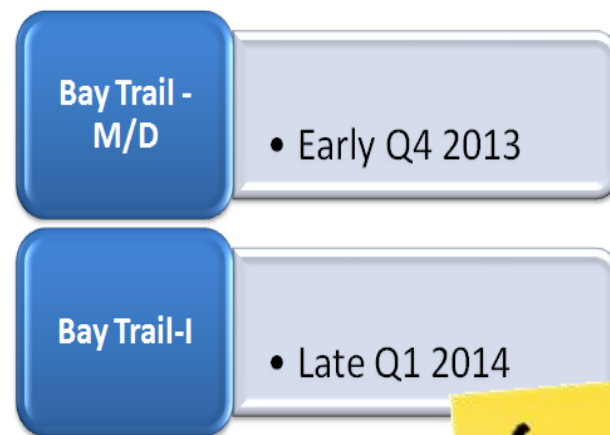 Bay Trail -
M/D
• Early Q4 2013
Bay Trail-I
• Late Q1 2014